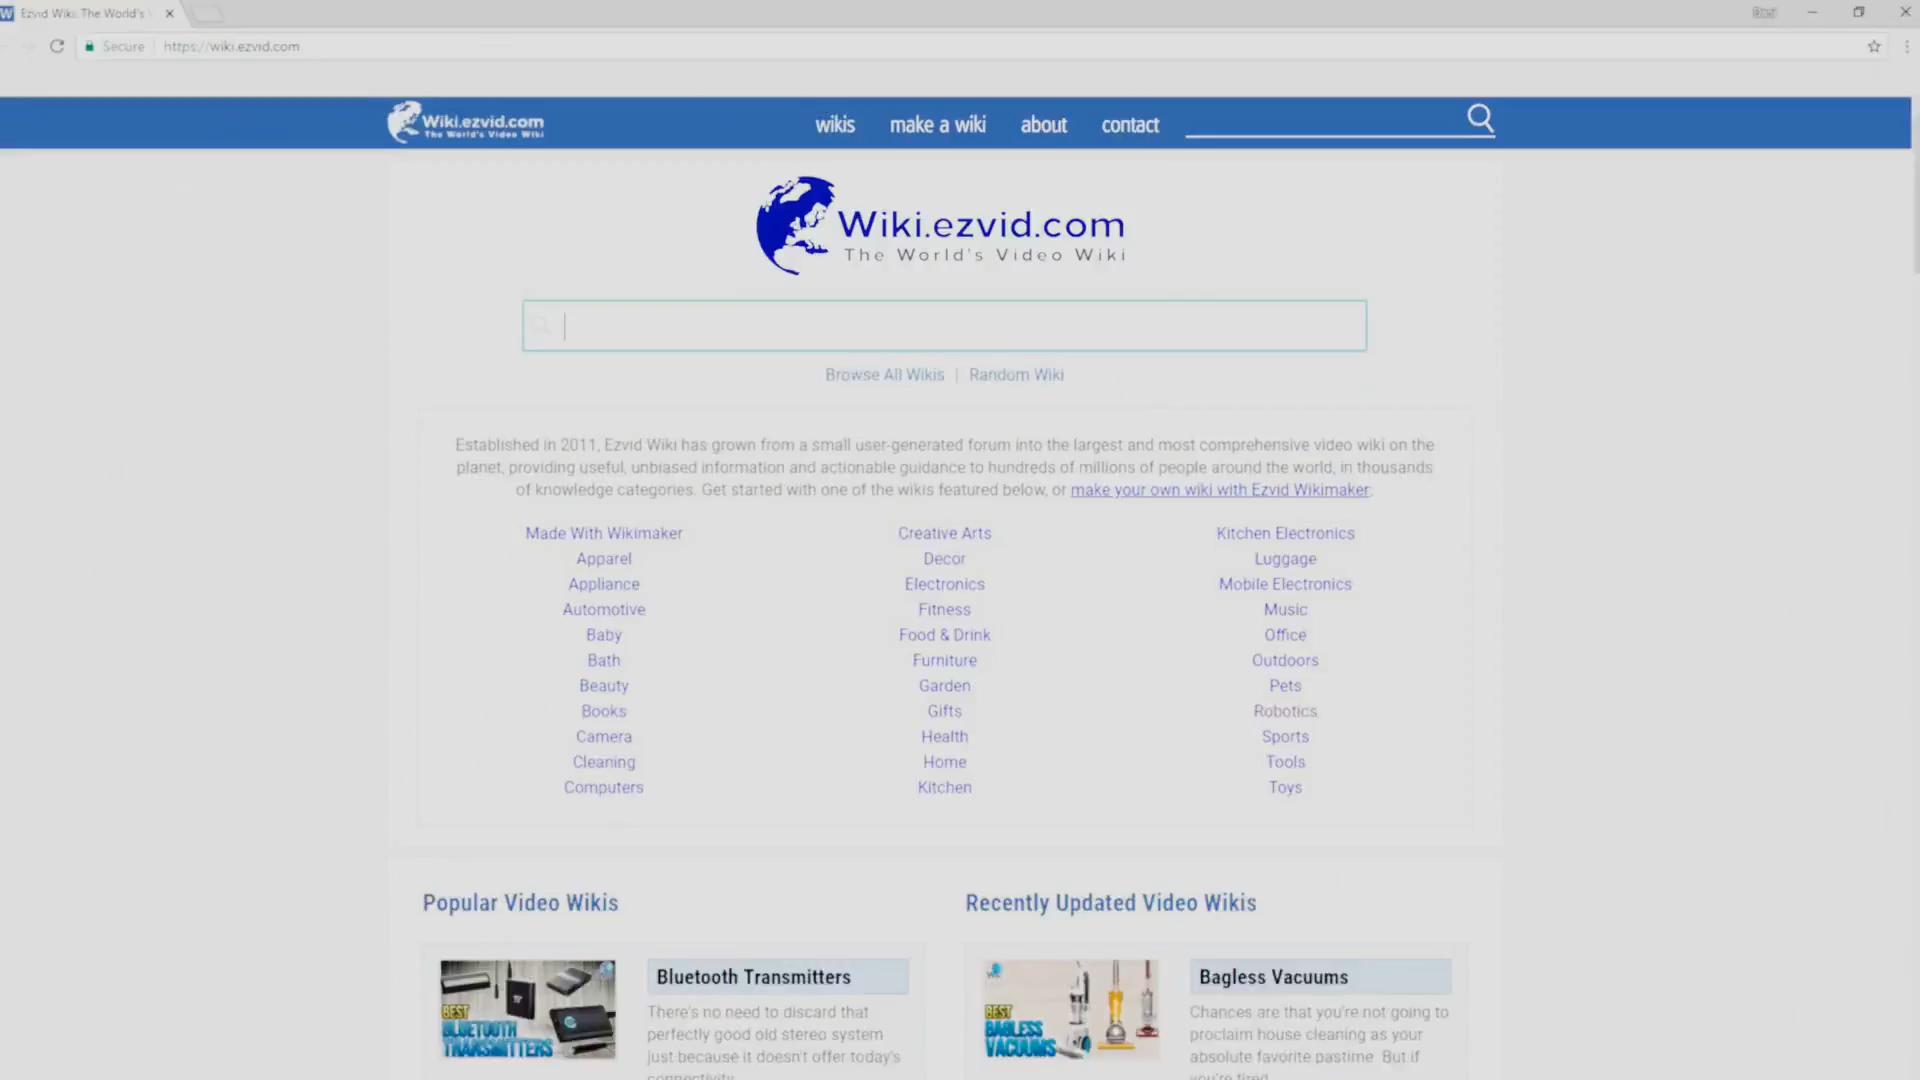 Ezvid Wiki: The World's
Secure https://wiki.ezvid.com
Wiki.ezvid.com
The World's Video Wiki
wikis make a wiki about contact
Wiki.ezvid.com
The World's Video Wiki
Browse All Wikis | Random Wiki
Established in 2011, Ezvid Wiki has grown from a small user-generated forum into the largest and most comprehensive video wiki on the
planet, providing useful, unbiased information and actionable guidance to hundreds of millions of people around the world, in thousands
of knowledge categories. Get started with one of the wikis featured below, or make your own wiki with Ezvid Wikimaker.
Made With Wikimaker
Apparel
Appliance
Automotive
Baby
Bath
Beauty
Books
Camera
Cleaning
Computers
Creative Arts
Decor
Electronics
Fitness
Food & Drink
Furniture
Garden
Gifts
Health
Home
Kitchen
Kitchen Electronics
Luggage
Mobile Electronics
Music
Office
Outdoors
Pets
Robotics
Sports
Tools
Toys
Popular Video Wikis
BEST
BLUETOOTH
TRANSMITTERS
Bluetooth Transmitters
There's no need to discard that
perfectly good old stereo system
just because it doesn't offer today's
connectivity.
Recently Updated Video Wikis
BEST
BAGLESS
VACUUMS
Bagless Vacuums
Chances are that you're not going to
proclaim house cleaning as your
absolute favorite pastime. But if
you're tired